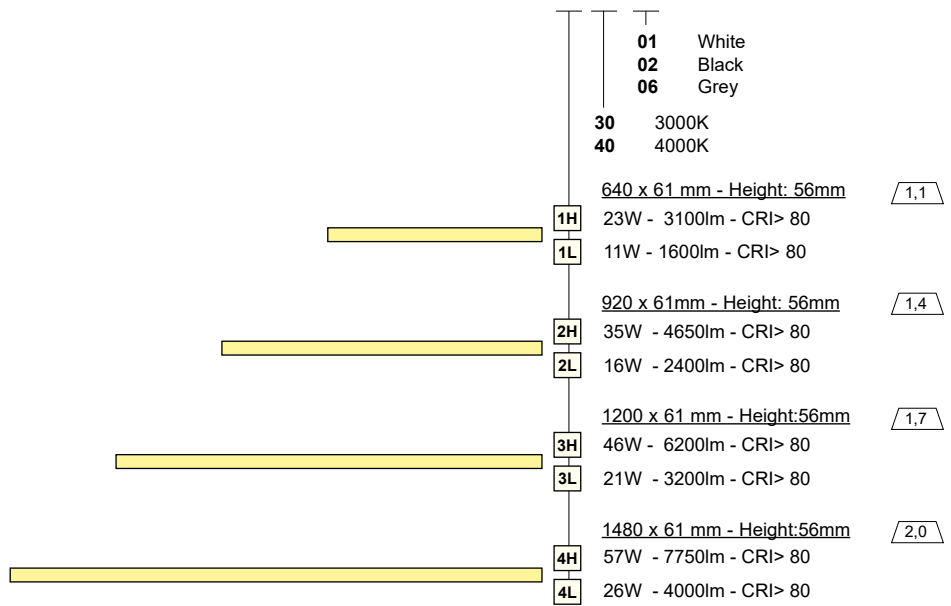 01 White
02 Black
06 Grey
30 3000K
40 4000K
640 x 61 mm - Height: 56mm 1,1
1H 23W - 3100lm - CRI> 80
1L 11W - 1600lm - CRI> 80
920 x 61mm - Height: 56mm 1,4
2H 35W - 4650lm - CRI> 80
2L 16W - 2400lm - CRI> 80
1200 x 61 mm - Height:56mm 1,7
3H 46W - 6200lm - CRI> 80
3L 21W - 3200lm - CRI> 80
1480 x 61 mm - Height:56mm 2,0
4H 57W - 7750lm - CRI> 80
4L 26W - 4000lm - CRI> 80